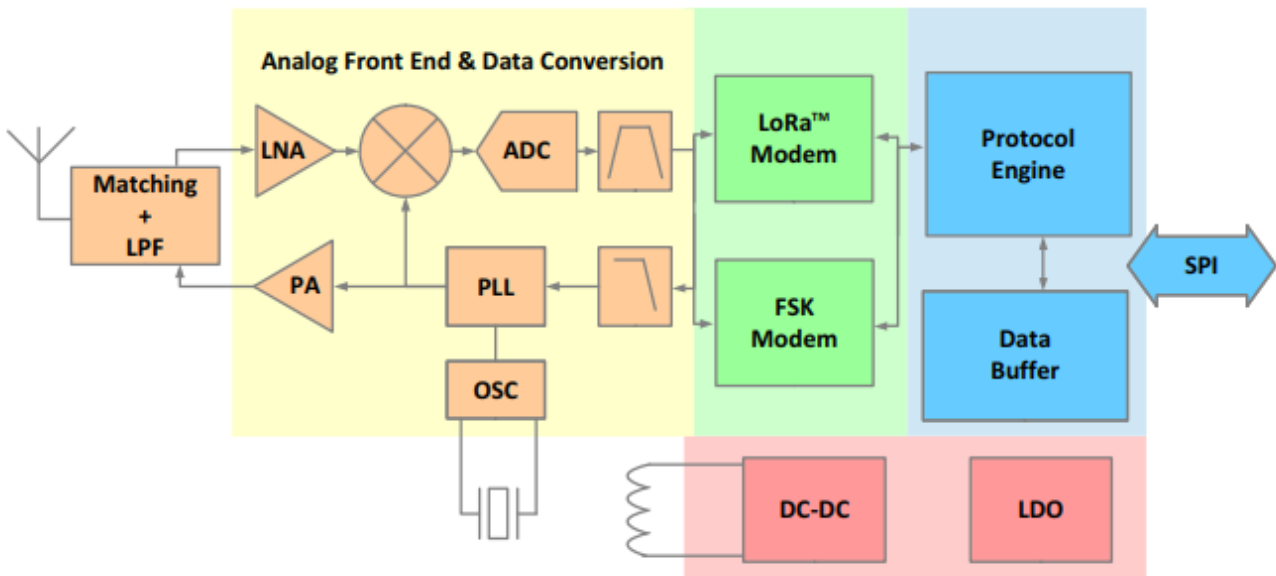 Analog Front End & Data Conversion
LNA
ADC
LoRa™
Modem
Protocol
Engine
Matching
+
LPF
PA
PLL
FSK
Modem
SPI
Data
Buffer
OSC
DC-DC
LDO